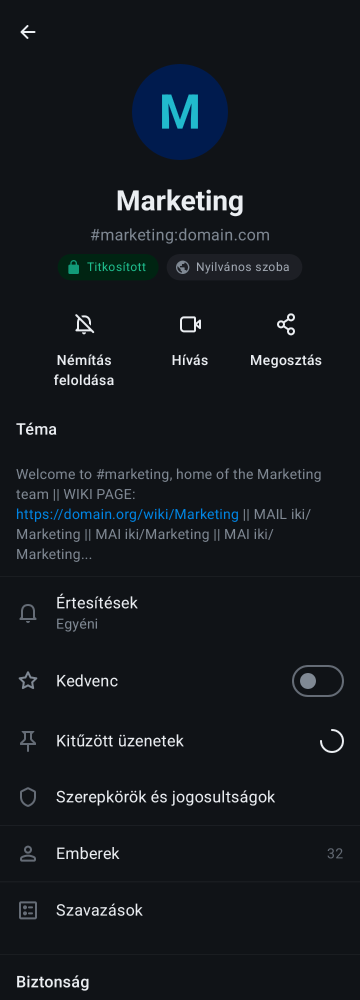 M
Marketing
#marketing:domain.com
Titkosított
Nyilvános szoba
Némítás
feloldása
Hívás
Megosztás
Téma
Welcome to #marketing, home of the Marketing
team || WIKI PAGE:
https://domain.org/wiki/Marketing || MAIL iki/
Marketing || MAI iki/Marketing || MAI iki/
Marketing...
Értesítések
Egyéni
Kedvenc
Kitűzött üzenetek
Szerepkörök és jogosultságok
Emberek 32
Szavazások
Biztonság